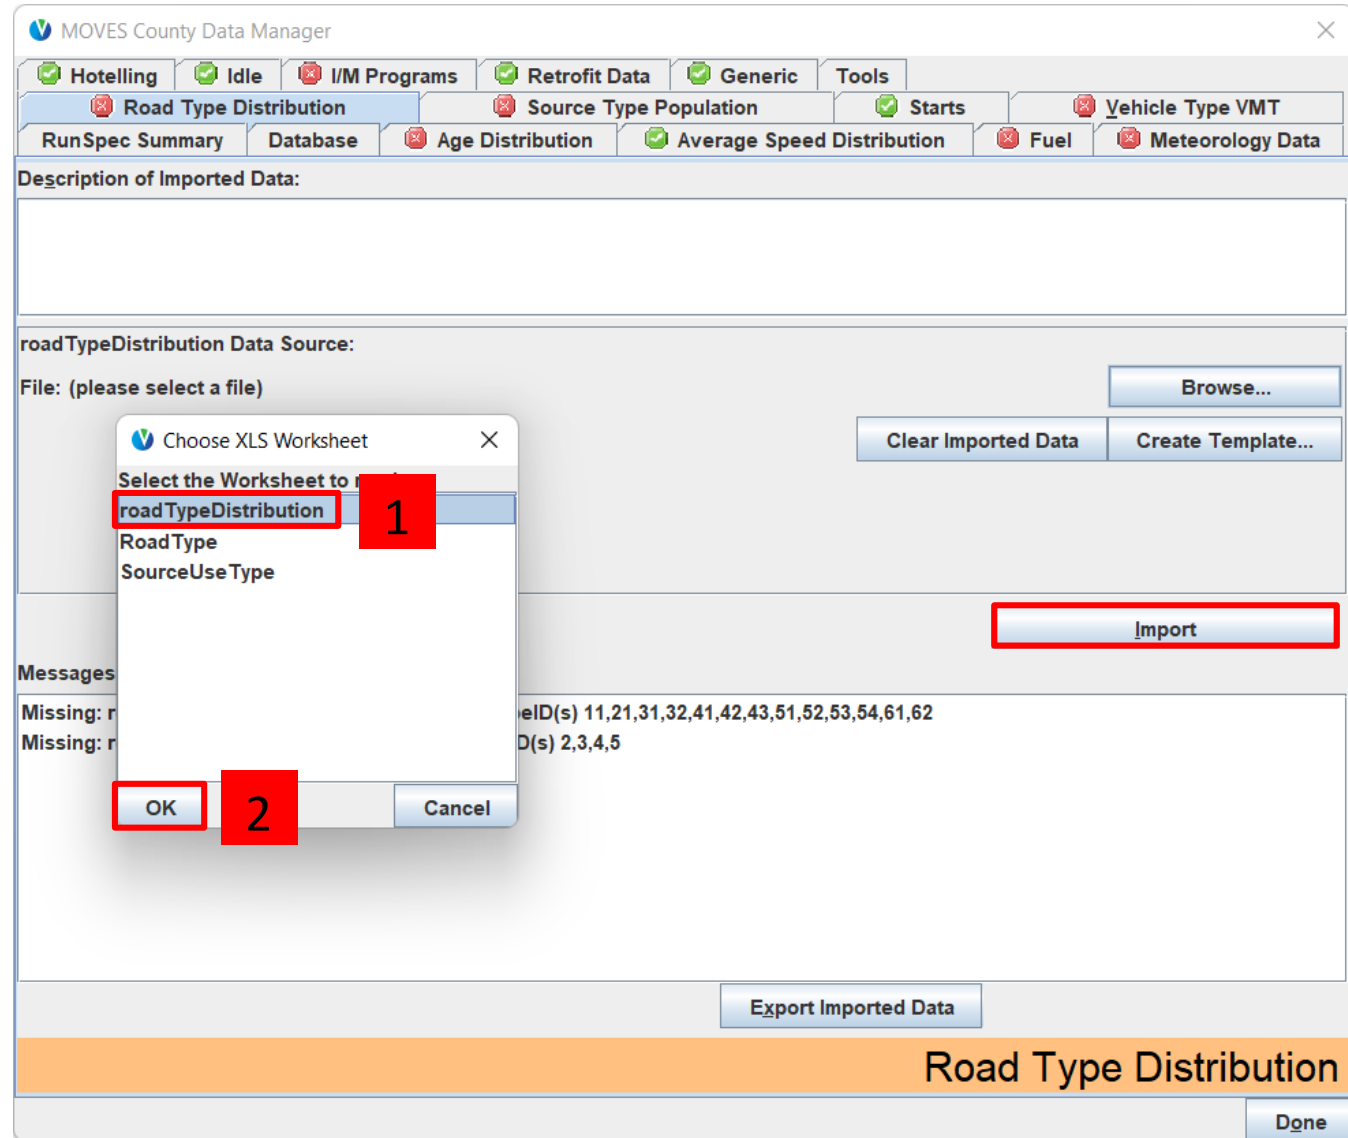 MOVES County Data Manager
Hotelling Idle I/M Programs Retrofit Data Generic Tools
Road Type Distribution Source Type Population Starts Vehicle Type VMT
RunSpec Summary Database Age Distribution Average Speed Distribution Fuel Meteorology Data
Description of Imported Data:
roadTypeDistribution Data Source:
File: (please select a file)
Browse...
Clear Imported Data Create Template...
Choose XLS Worksheet
Select the Worksheet to
roadTypeDistribution
1
RoadType
SourceUseType
Import
Messages
Missing: 11,21,31,32,41,42,43,51,52,53,54,61,62
Missing: 2,3,4,5
OK
2
Cancel
Export Imported Data
Road Type Distribution
Done